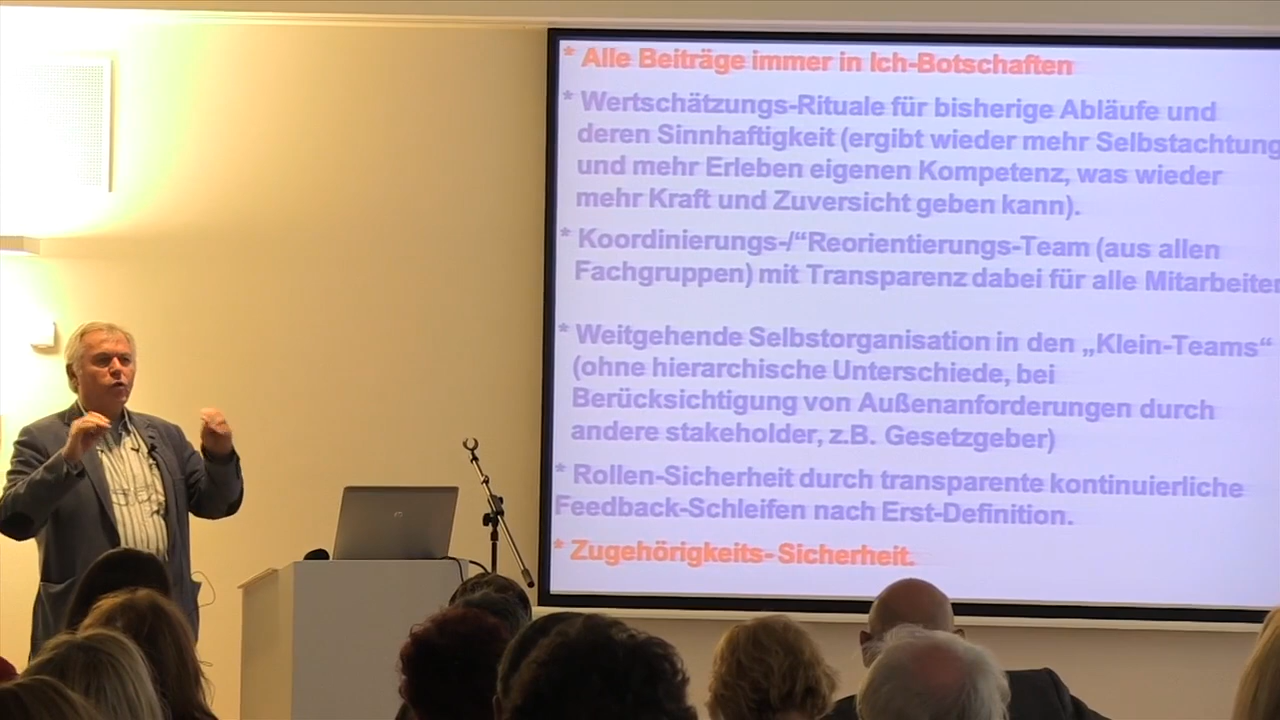 * Alle Beiträge immer in Ich-Botschaften
* Wertschätzungs-Rituale für bisherige Abläufe und
deren Sinnhaftigkeit (ergibt wieder mehr Selbstachtung
und mehr Erleben eigenen Kompetenz, was wieder
mehr Kraft und Zuversicht geben kann).
* Koordinierungs-/“Reorientierungs-Team (aus allen
Fachgruppen) mit Transparenz dabei für alle Mitarbeiter
* Weitgehende Selbstorganisation in den „Klein-Teams“
(ohne hierarchische Unterschiede, bei
Berücksichtigung von Außenanforderungen durch
andere stakeholder, z.B. Gesetzgeber)
* Rollen-Sicherheit durch transparente kontinuierliche
Feedback-Schleifen nach Erst-Definition.
* Zugehörigkeits- Sicherheit.